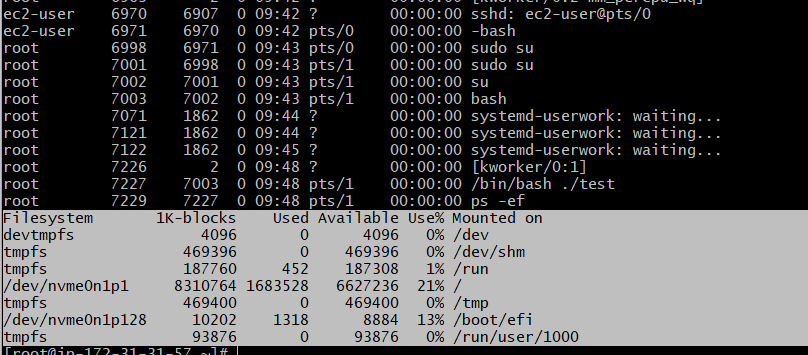 ec2-user    6970    6907  0 09:42 ?        00:00:00 sshd: ec2-user@pts/0
ec2-user    6971    6970  0 09:42 pts/0    00:00:00 -bash
root        6998    6971  0 09:43 pts/0    00:00:00 sudo su
root        7001    6998  0 09:43 pts/1    00:00:00 sudo su
root        7002    7001  0 09:43 pts/1    00:00:00 su
root        7003    7002  0 09:43 pts/1    00:00:00 bash
root        7071    1862  0 09:44 ?        00:00:00 systemd-userwork: waiting...
root        7121    1862  0 09:44 ?        00:00:00 systemd-userwork: waiting...
root        7122    1862  0 09:45 ?        00:00:00 systemd-userwork: waiting...
root        7226       2  0 09:48 ?        00:00:00 [kworker/0:1]
root        7227    7003  0 09:48 pts/1    00:00:00 /bin/bash ./test
root        7229    7227  0 09:48 pts/1    00:00:00 ps -ef
Filesystem       1K-blocks    Used Available Use% Mounted on
devtmpfs              4096       0      4096   0% /dev
tmpfs               469396       0    469396   0% /dev/shm
tmpfs               187760     452    187308   1% /run
/dev/nvme0n1p1     8310764 1683528   6627236  21% /
tmpfs               469400       0    469400   0% /tmp
/dev/nvme0n1p128     10202    1318      8884  13% /boot/efi
tmpfs                93876       0     93876   0% /run/user/1000
[root@ip-172-31-31-57 ~]#